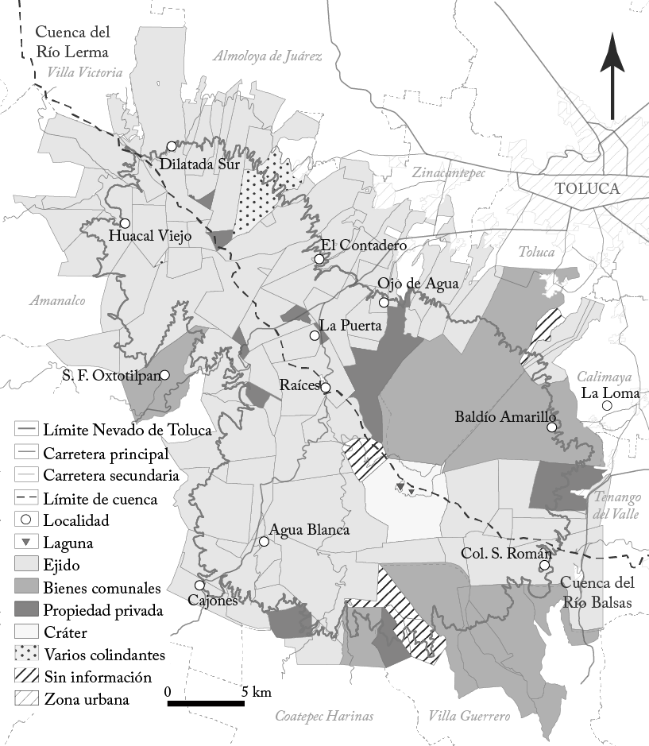 Cuenca del
Río Lerma
Villa Victoria
Almoloya de Juárez
Dilatada Sur
Zinacantepec
TOLUCA
Huacal Viejo
El Contadero
Toluca
Ojo de Agua
Amanalco
La Puerta
S. F. Oxtotilpan
Raíces
Calimaya
La Loma
Baldío Amarillo
Límite Nevado de Toluca
Carretera principal
Carretera secundaria
Límite de cuenca
Localidad
Laguna
Ejido
Bienes comunales
Propiedad privada
Cráter
Varios colindantes
Sin información
Zona urbana
Tenango
del Valle
Agua Blanca
Col. S. Román
Cuenca del
Río Balsas
Cajones
0 5 km
Coatepec Harinas
Villa Guerrero